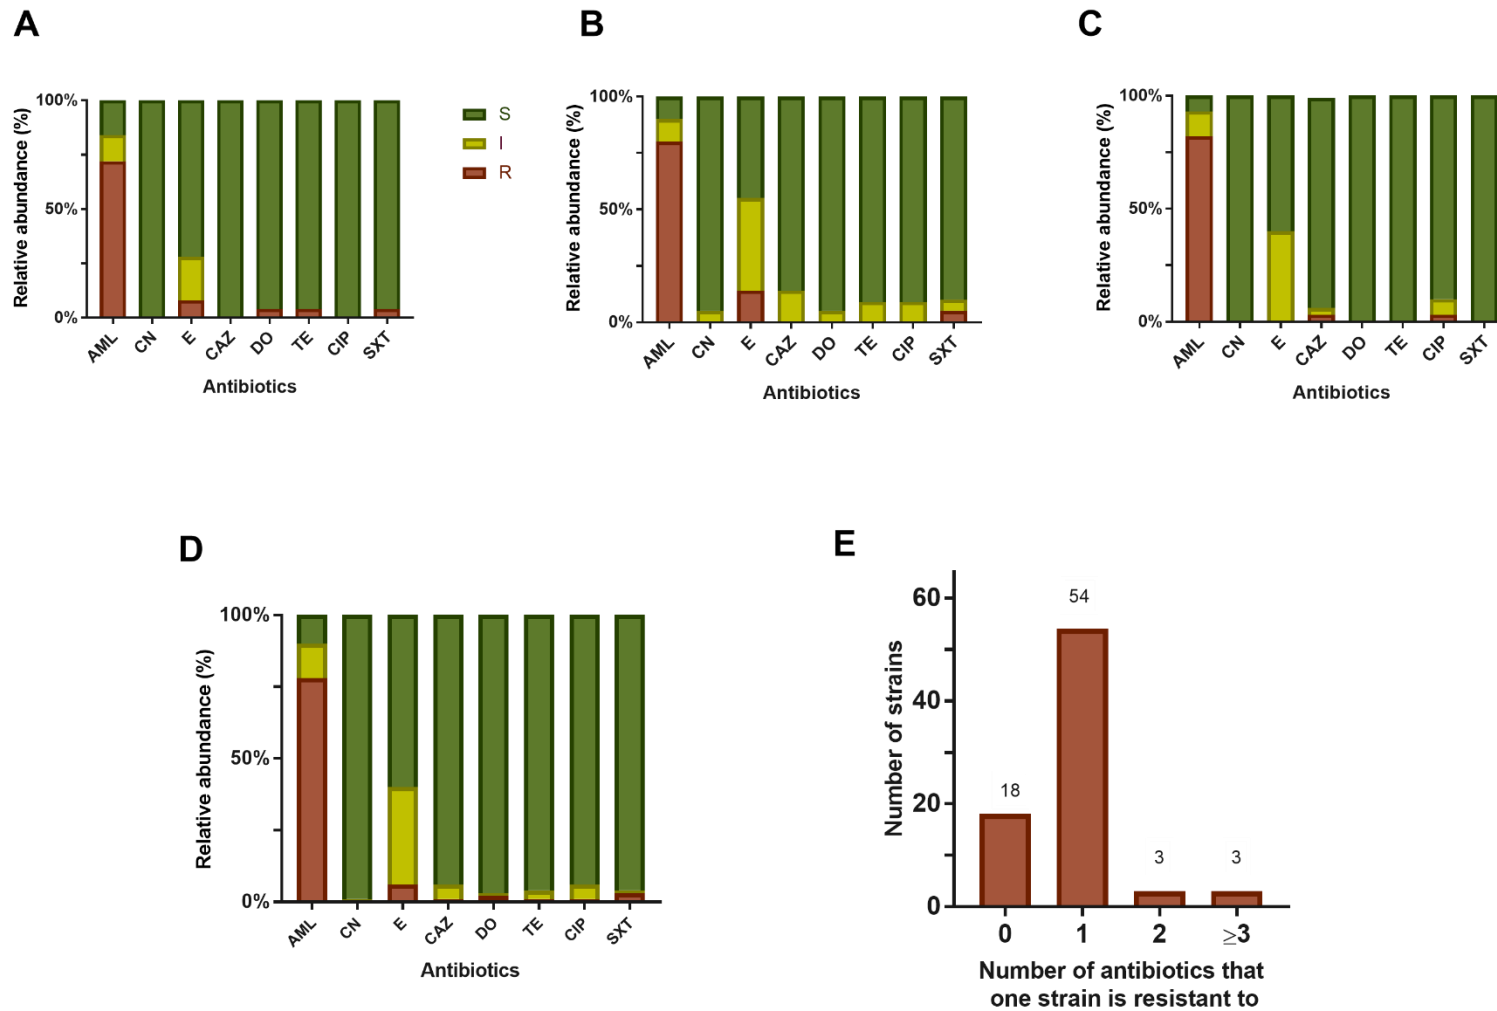 A
Relative abundance (%)
100%
50%
0%
AML
CN
E
CAZ
DO
TE
CIP
SXT
Antibiotics
S
I
R
B
Relative abundance (%)
100%
50%
0%
AML
CN
E
CAZ
DO
TE
CIP
SXT
Antibiotics
C
Relative abundance (%)
100%
50%
0%
AML
CN
E
CAZ
DO
TE
CIP
SXT
Antibiotics
D
Relative abundance (%)
100%
50%
0%
AML
CN
E
CAZ
DO
TE
CIP
SXT
Antibiotics
E
Number of strains
60
40
20
0
18
54
3
3
0
1
2
≥3
Number of antibiotics that
one strain is resistant to